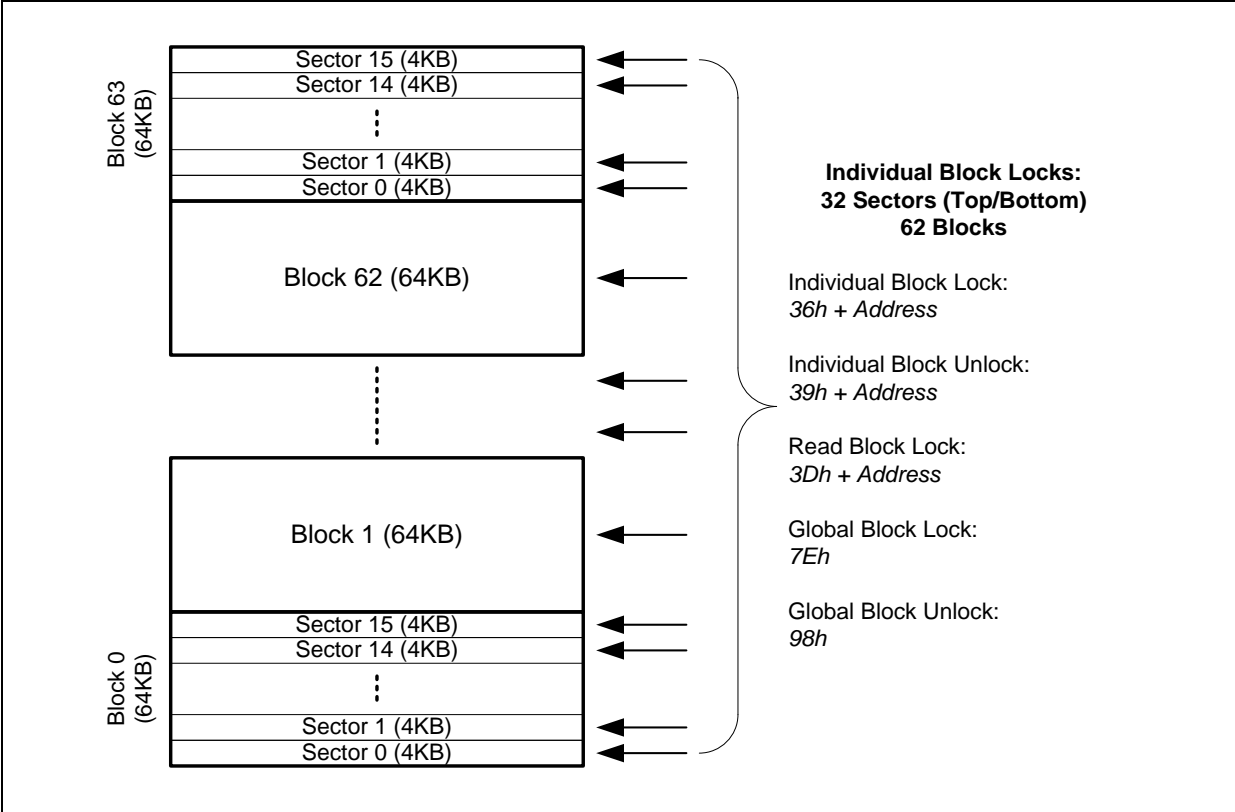 Block 63
(64KB)
Sector 15 (4KB)
Sector 14 (4KB)
Sector 1 (4KB)
Sector 0 (4KB)
Block 62 (64KB)
Block 1 (64KB)
Block 0
(64KB)
Sector 15 (4KB)
Sector 14 (4KB)
Sector 1 (4KB)
Sector 0 (4KB)
Individual Block Locks:
32 Sectors (Top/Bottom)
62 Blocks
Individual Block Lock:
36h + Address
Individual Block Unlock:
39h + Address
Read Block Lock:
3Dh + Address
Global Block Lock:
7Eh
Global Block Unlock:
98h